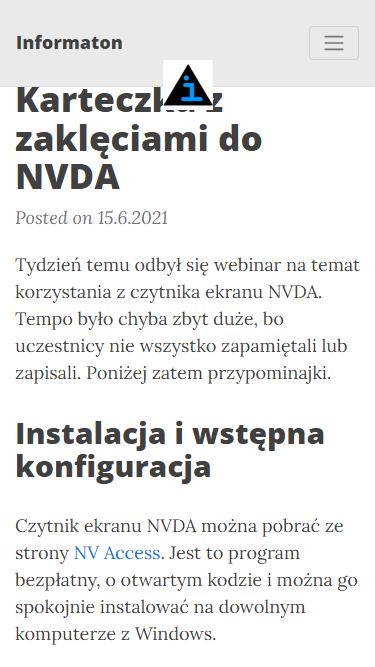 Informaton
i
Karteczka z
zaklęciami do
NVDA
Posted on 15.6.2021
Tydzień temu odbył się webinar na temat
korzystania z czytnika ekranu NVDA.
Tempo było chyba zbyt duże, bo
uczestnicy nie wszystko zapamiętali lub
zapisali. Poniżej zatem przypominajki.
Instalacja i wstępna
konfiguracja
Czytnik ekranu NVDA można pobrać ze
strony NV Access. Jest to program
bezpłatny, o otwartym kodzie i można go
spokojnie instalować na dowolnym
komputerze z Windows.